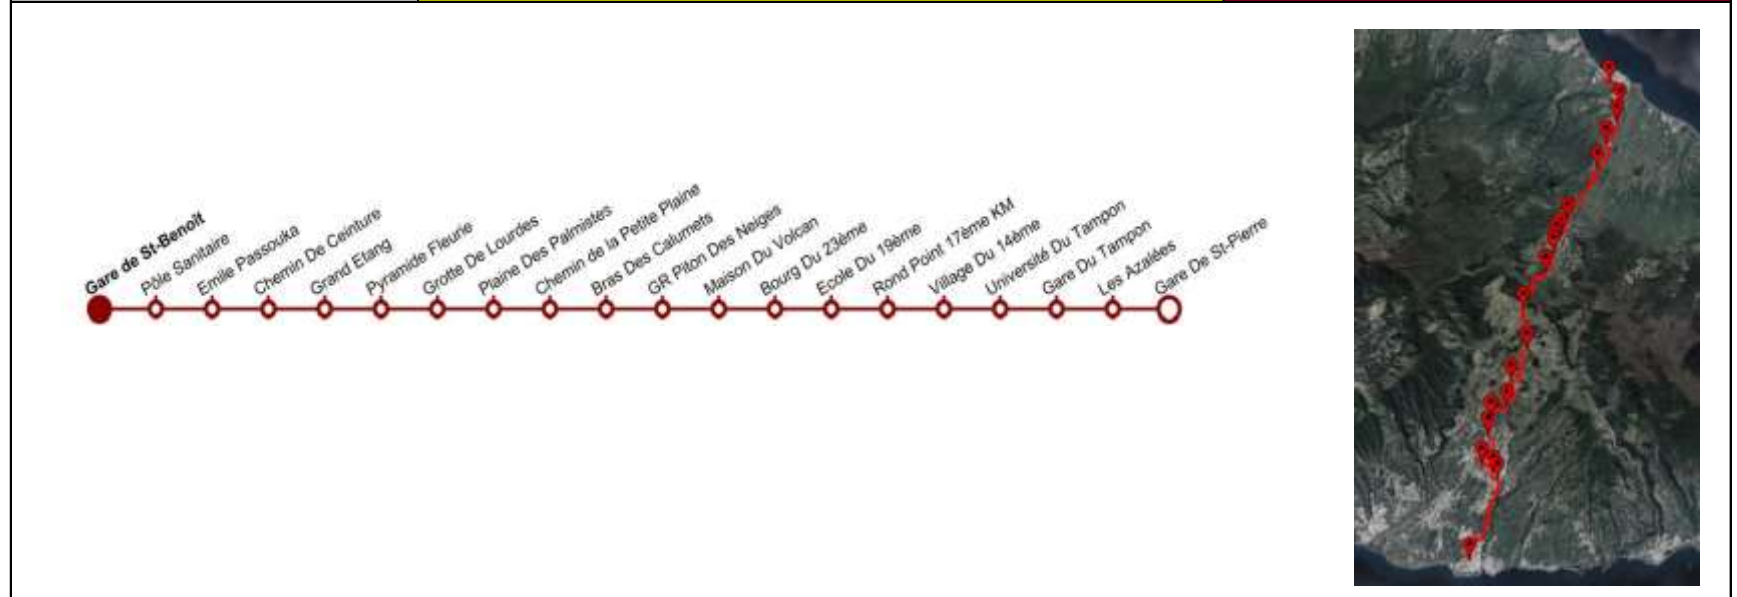 Gare de St-Benoît
Pôle Sanitaire
Emile Passouka
Chemin De Ceinture
Grand Etang
Pyramide Fleurie
Grotte De Lourdes
Plaine Des Palmistes
Chemin de la Petite Plaine
Bras Des Calumets
GR Piton Des Neiges
Maison Du Volcan
Bourg Du 23ème
Ecole Du 19ème
Rond Point 17ème KM
Village Du 14ème
Université Du Tampon
Gare Du Tampon
Les Azalées
Gare De St-Pierre